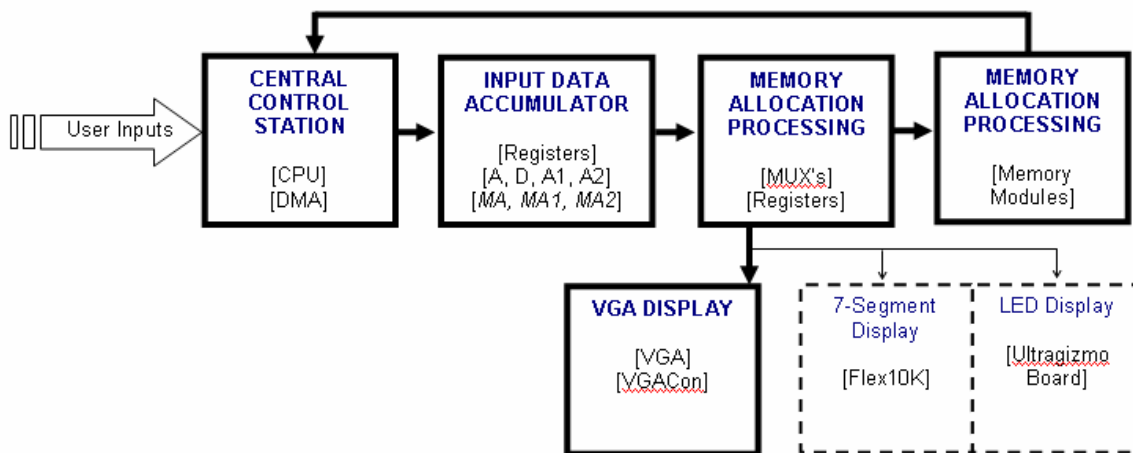 User Inputs
CENTRAL
CONTROL
STATION
[CPU]
[DMA]
INPUT DATA
ACCUMULATOR
[Registers]
[A, D, A1, A2]
[MA, MA1, MA2]
MEMORY
ALLOCATION
PROCESSING
[MUX's]
[Registers]
MEMORY
ALLOCATION
PROCESSING
[Memory
Modules]
VGA DISPLAY
[VGA]
[VGACon]
7-Segment
Display
[Flex10K]
LED Display
[Ultragizmo
Board]